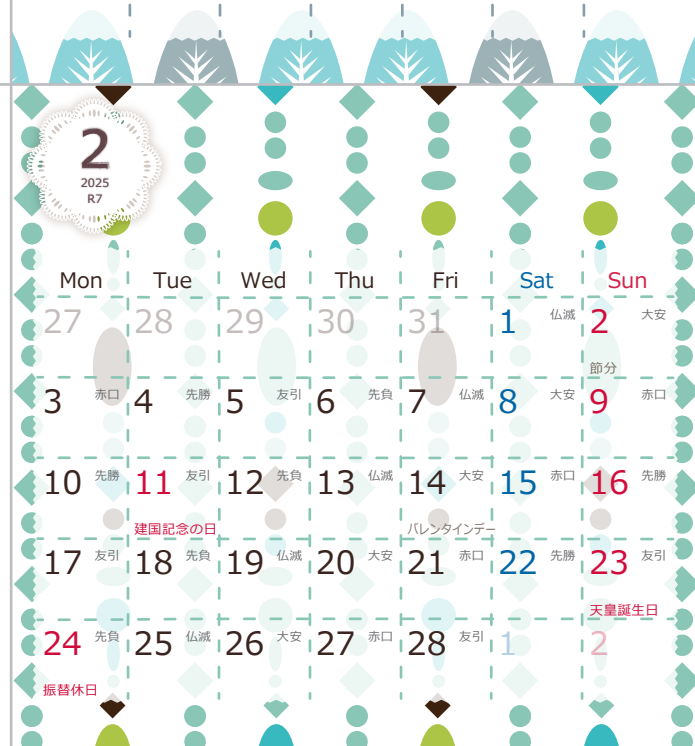 2
2025
R7
Mon Tue Wed Thu Fri Sat Sun
27 28 29 30 31 1 仏滅 2 大安
節分
3 赤口 4 先勝 5 友引 6 先負 7 仏滅 8 大安 9 赤口
10 先勝 11 友引 12 先負 13 仏滅 14 大安 15 赤口 16 先勝
建国記念の日 バレンタインデー
17 友引 18 先負 19 仏滅 20 大安 21 赤口 22 先勝 23 友引
天皇誕生日
24 先負 25 仏滅 26 大安 27 赤口 28 友引 1 2
振替休日